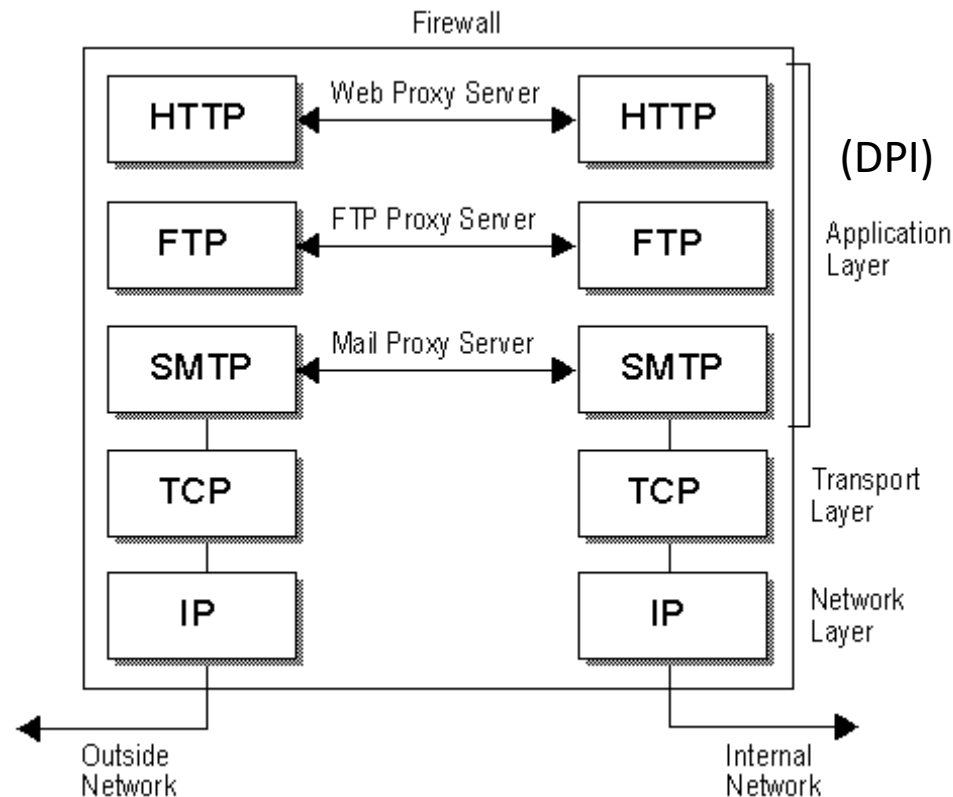 Firewall
HTTP
Web Proxy Server
HTTP
(DPI)
FTP
FTP Proxy Server
FTP
Application
Layer
SMTP
Mail Proxy Server
SMTP
TCP
TCP
Transport
Layer
IP
IP
Network
Layer
Outside
Network
Internal
Network